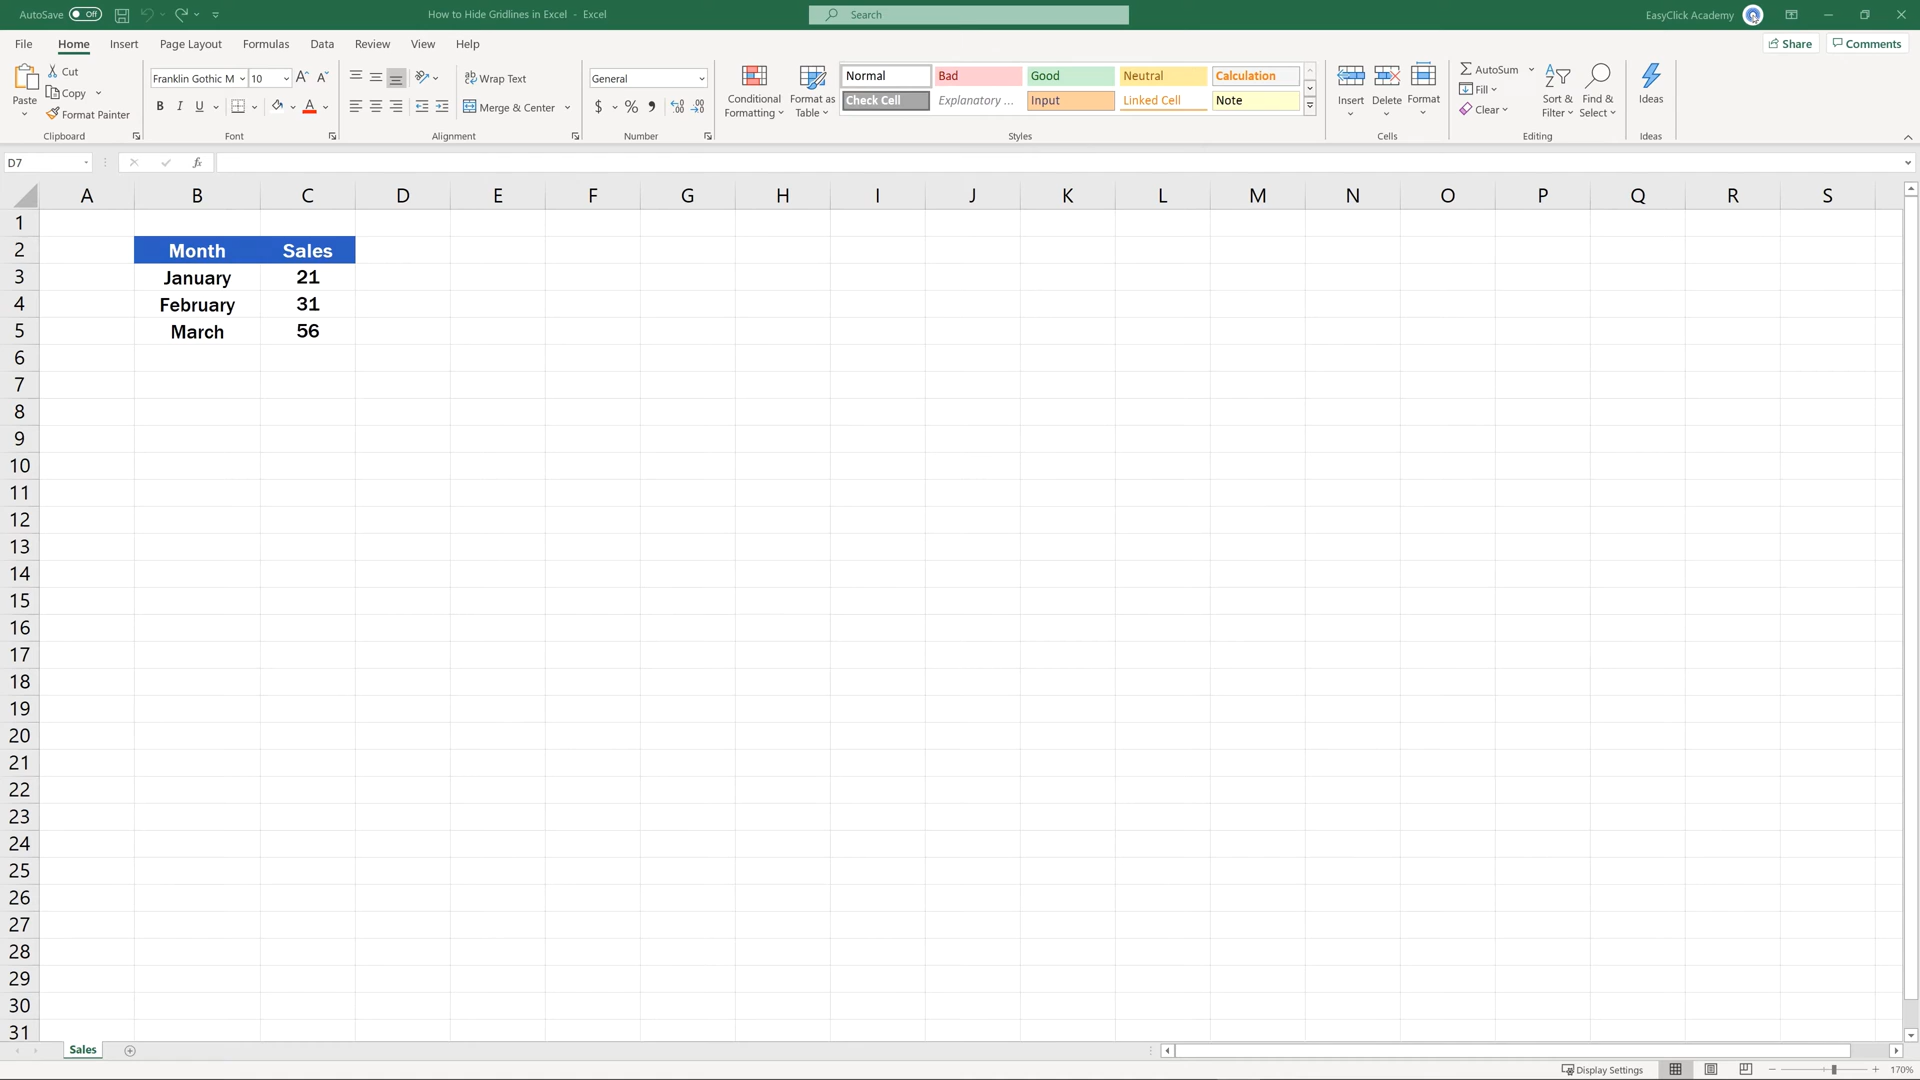 AutoSave Off How to Hide Gridlines in Excel - Excel Search EasyClick Academy
File Home Insert Page Layout Formulas Data Review View Help Share Comments
Paste
Cut
Copy
Format Painter
Clipboard
Franklin Gothic M 10
B I U A
Font
Wrap Text
Merge & Center
Alignment
General
$ % ,
Number
Conditional
Formatting
Format as
Table
Normal Bad Good Neutral Calculation
Check Cell Explanatory ... Input Linked Cell Note
Styles
Insert Delete Format
Cells
AutoSum
Fill
Clear
Sort &
Filter
Find &
Select
Editing
Ideas
Ideas
D7 fx
A B C D E F G H I J K L M N O P Q R S
1
2 Month Sales
3 January 21
4 February 31
5 March 56
6
7
8
9
10
11
12
13
14
15
16
17
18
19
20
21
22
23
24
25
26
27
28
29
30
31
Sales
Display Settings 170%